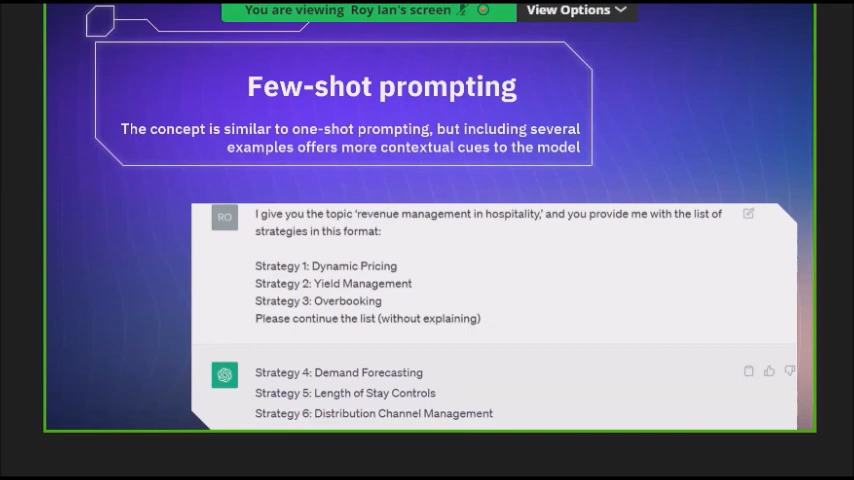 You are viewing Roy Ian's screen
View Options
Few-shot prompting
The concept is similar to one-shot prompting, but including several
examples offers more contextual cues to the model
RO
I give you the topic 'revenue management in hospitality,' and you provide me with the list of
strategies in this format:
Strategy 1: Dynamic Pricing
Strategy 2: Yield Management
Strategy 3: Overbooking
Please continue the list (without explaining)
Strategy 4: Demand Forecasting
Strategy 5: Length of Stay Controls
Strategy 6: Distribution Channel Management